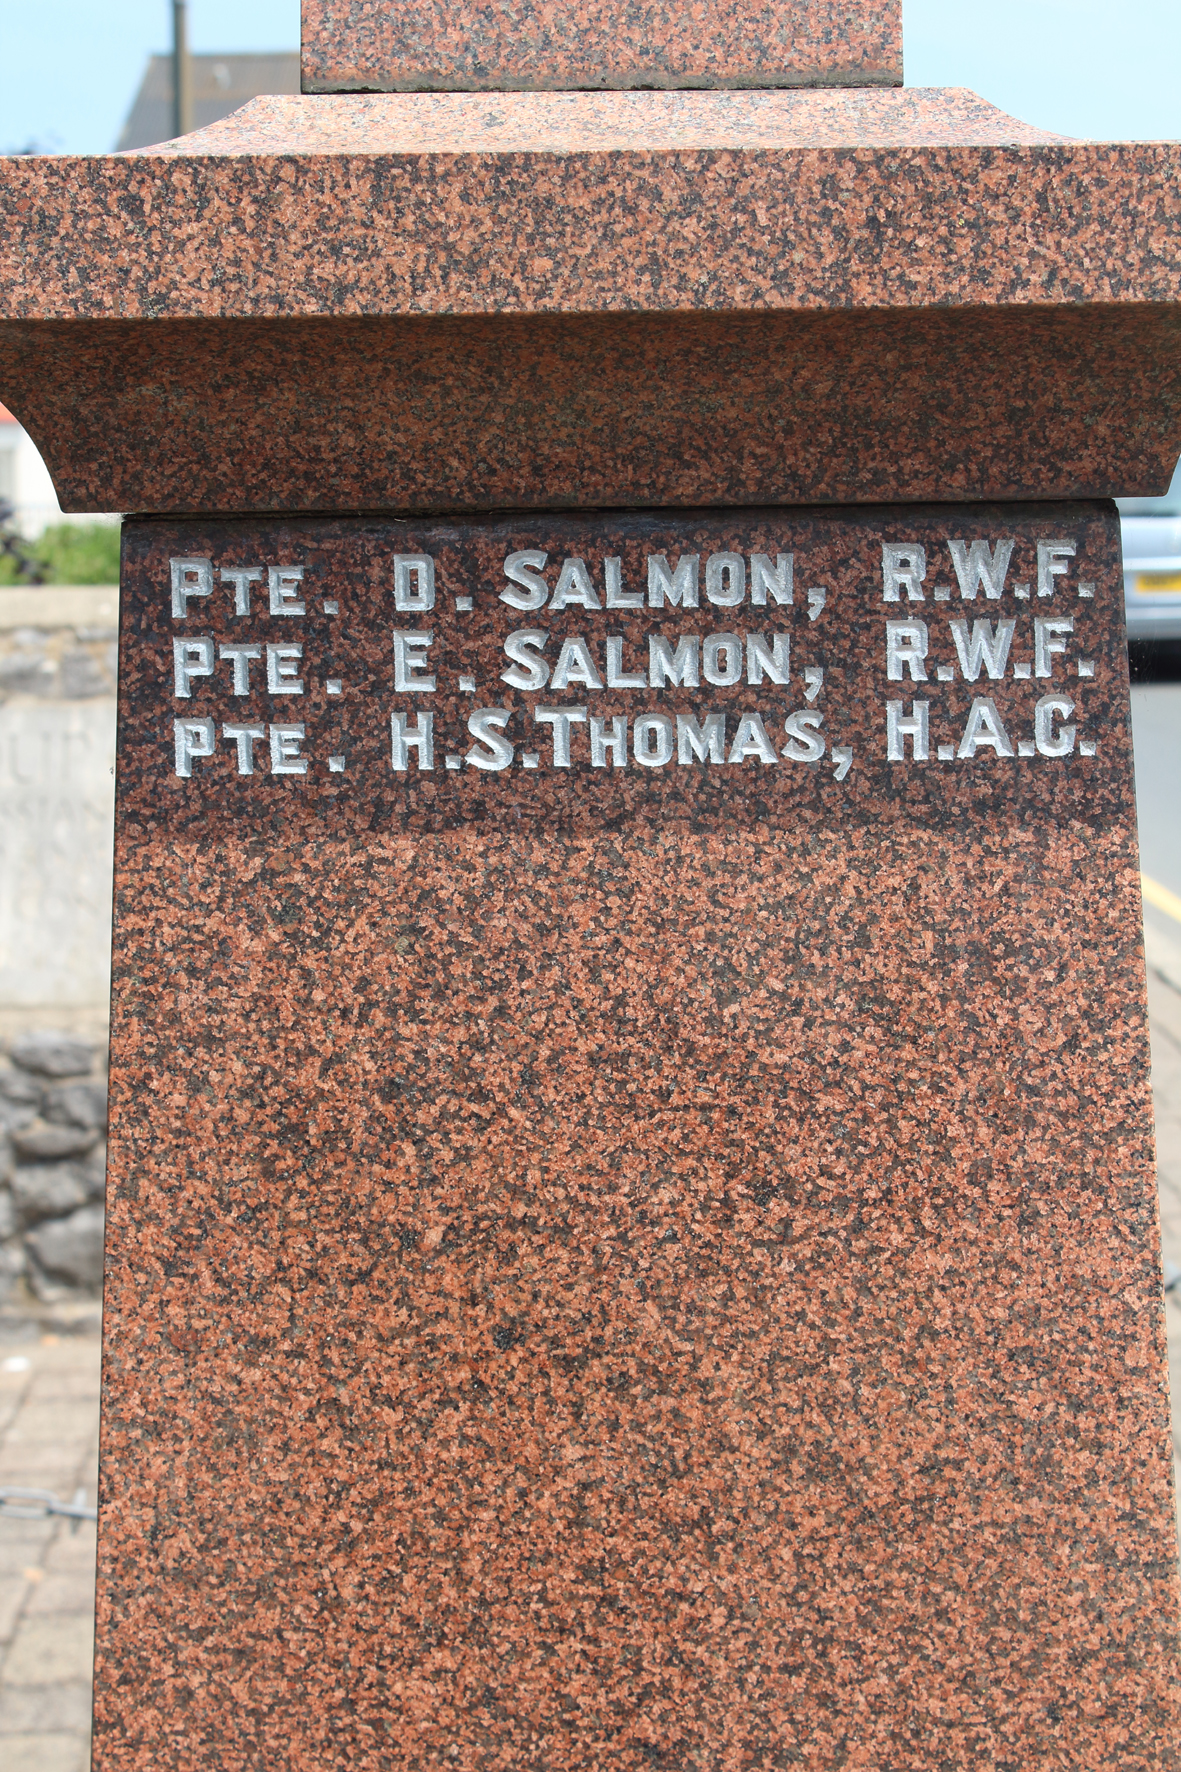 PTE. D. SALMON, R.W.F.
PTE. E. SALMON, R.W.F.
PTE. H.S. THOMAS, H.A.C.